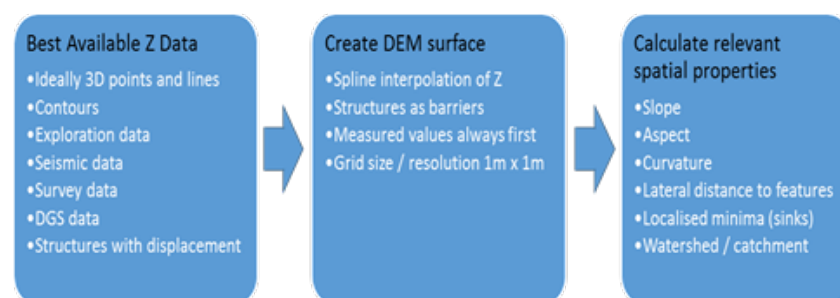 Best Available Z Data
•Ideally 3D points and lines
•Contours
•Exploration data
•Seismic data
•Survey data
•DGS data
•Structures with displacement
Create DEM surface
•Spline interpolation of Z
•Structures as barriers
•Measured values always first
•Grid size / resolution 1m x 1m
Calculate relevant
spatial properties
•Slope
•Aspect
•Curvature
•Lateral distance to features
•Localised minima (sinks)
•Watershed / catchment